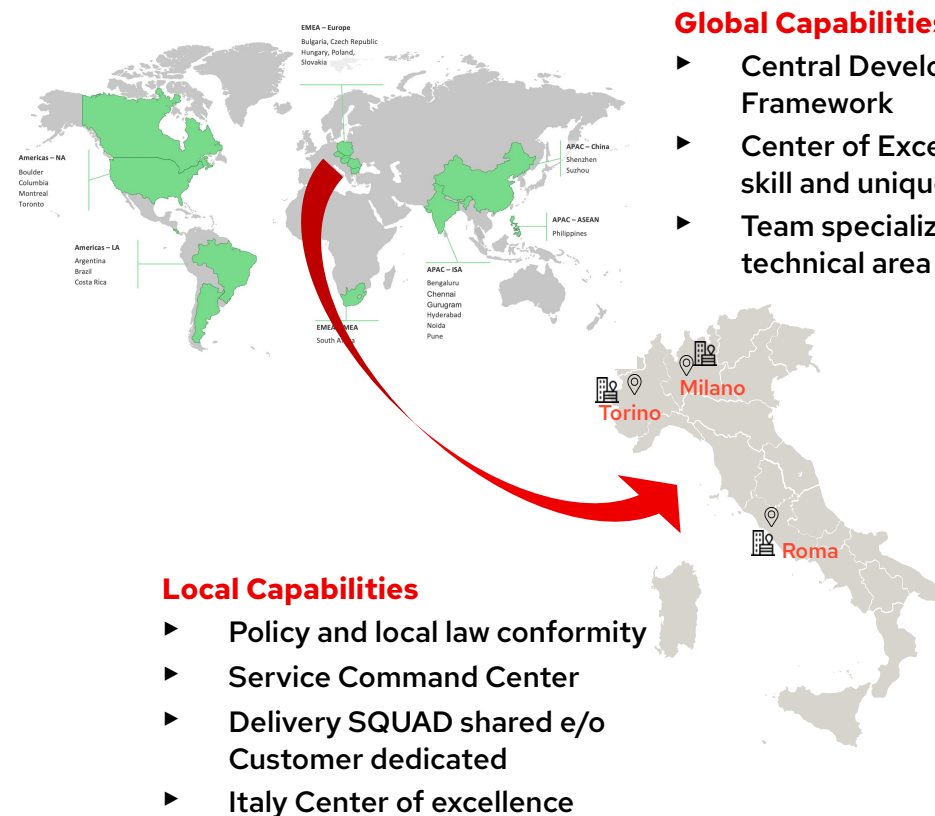 EMEA – Europe
Bulgaria, Czech Republic
Hungary, Poland,
Slovakia
Americas – NA
Boulder
Columbia
Montreal
Toronto
Americas – LA
Argentina
Brazil
Costa Rica
APAC – China
Shenzhen
Suzhou
APAC – ASEAN
Philippines
APAC – ISA
Bengaluru
Chennai
Gurugram
Hyderabad
Noida
Pune
EMEA MEA
South A a
Global Capabilities
► Central Develo
Framework
► Center of Exce
skill and unique
► Team specializ
technical area
Milano
Torino
Roma
Local Capabilities
► Policy and local law conformity
► Service Command Center
► Delivery SQUAD shared e/o
Customer dedicated
► Italy Center of excellence